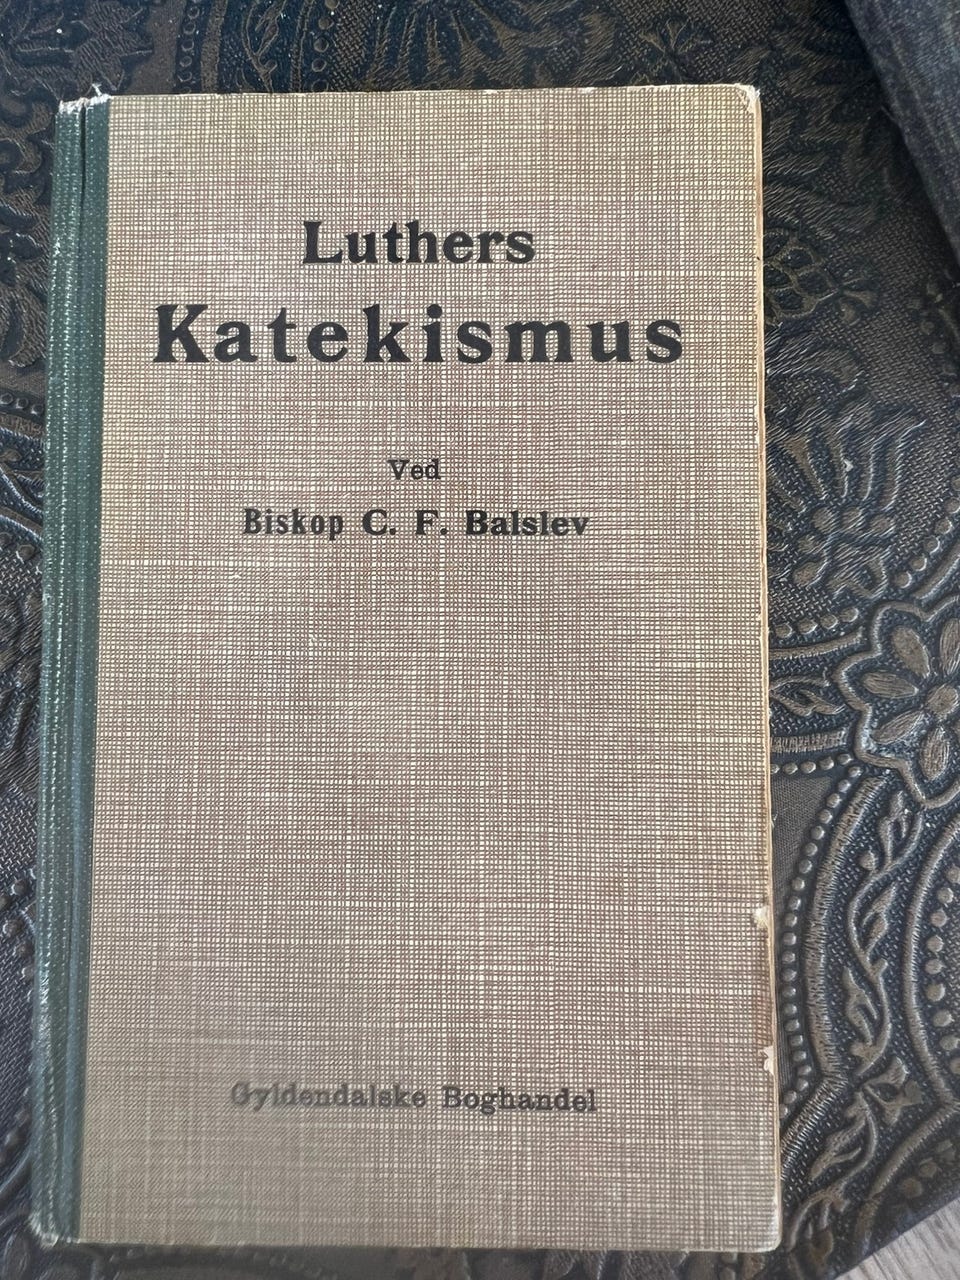 Luthers
Katekismus
Ved
Biskop C. F. Balslev
Gyldendalske Boghandel